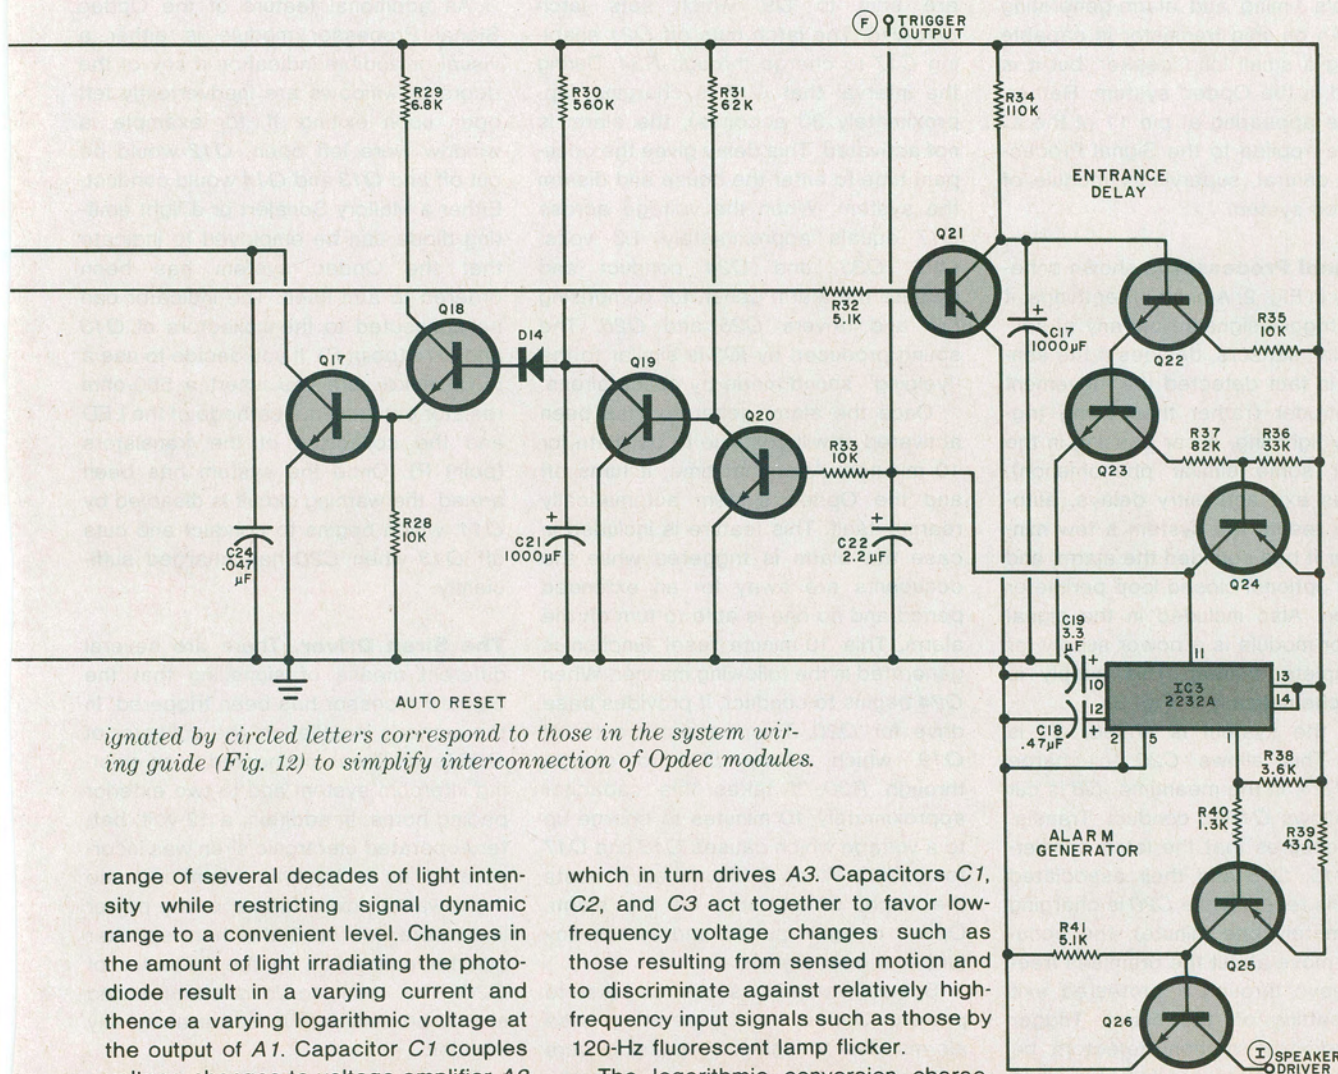 F TRIGGER
OUTPUT
R29
6.8K
R30
560K
R31
62K
R34
110K
ENTRANCE
DELAY
Q21
Q18
D14
R32
5.1K
C17
1000µF
R35
10K
Q22
Q17
Q19
Q20
R33
10K
Q23
R37
82K
R36
33K
C24
.047
µF
R28
10K
C21
1000µF
C22
2.2µF
Q24
C19
3.3
µF
10
11
IC3
2232A
13
14
12
C18
.47µF
2
5
1
AUTO RESET
R38
3.6K
R40
1.3K
R39
43Ω
ALARM
GENERATOR
R41
5.1K
Q25
Q26
I SPEAKER
DRIVER
ignated by circled letters correspond to those in the system wir-
ing guide (Fig. 12) to simplify interconnection of Opdec modules.
range of several decades of light inten-
sity while restricting signal dynamic
range to a convenient level. Changes in
the amount of light irradiating the photo-
diode result in a varying current and
thence a varying logarithmic voltage at
the output of A1. Capacitor C1 couples
which in turn drives A3. Capacitors C1,
C2, and C3 act together to favor low-
frequency voltage changes such as
those resulting from sensed motion and
to discriminate against relatively high-
frequency input signals such as those by
120-Hz fluorescent lamp flicker.
The logarithmic conversion